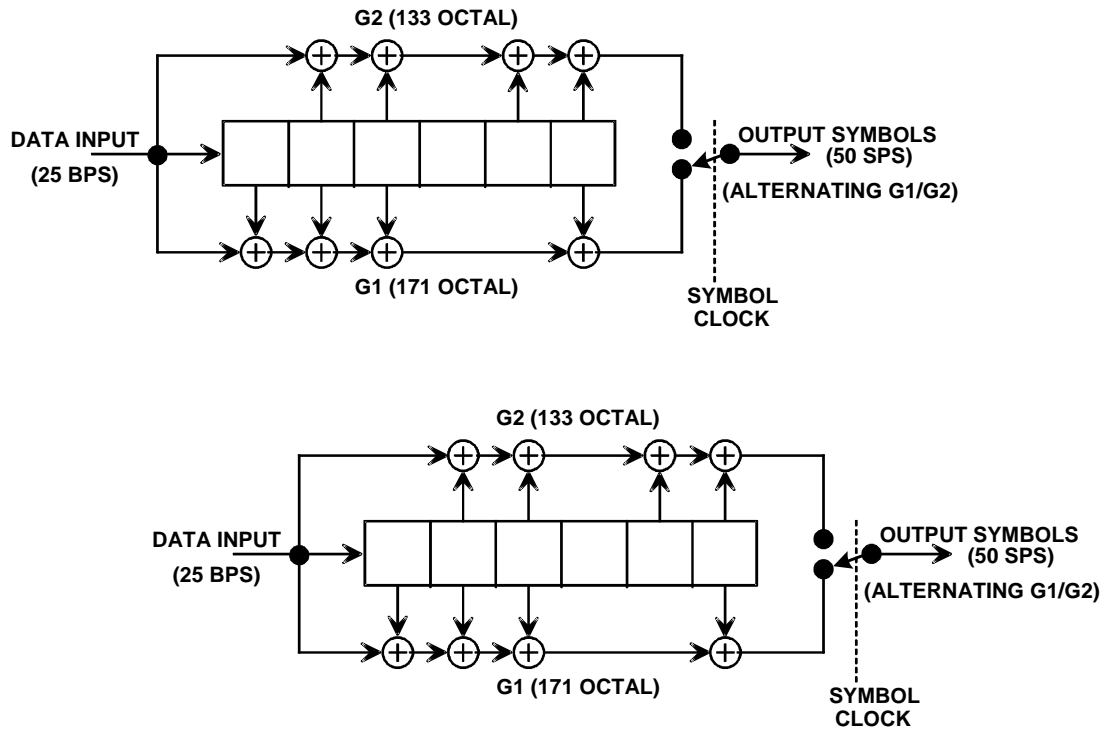 G2 (133 OCTAL)
DATA INPUT
(25 BPS)
OUTPUT SYMBOLS
(50 SPS)
(ALTERNATING G1/G2)
G1 (171 OCTAL)
SYMBOL
CLOCK
G2 (133 OCTAL)
DATA INPUT
(25 BPS)
OUTPUT SYMBOLS
(50 SPS)
(ALTERNATING G1/G2)
G1 (171 OCTAL)
SYMBOL
CLOCK